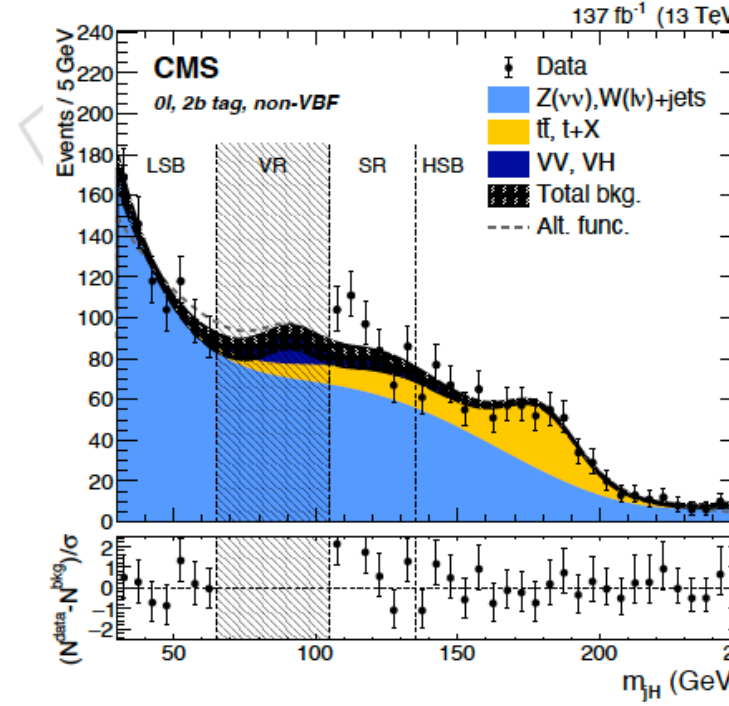 137 fb⁻¹ (13 TeV
Events / 5 GeV
240
220
200
180
160
140
120
100
80
60
40
20
0
CMS
0l, 2b tag, non-VBF
Data
Z(νν),W(lν)+jets
tt̄, t+X
VV, VH
Total bkg.
Alt. func.
LSB VR SR HSB
(Nᵈᵃᵗᵃ-Nᵇᵏᵍ)/σ
2
1
0
−1
−2
50 100 150 200
m_jH (GeV